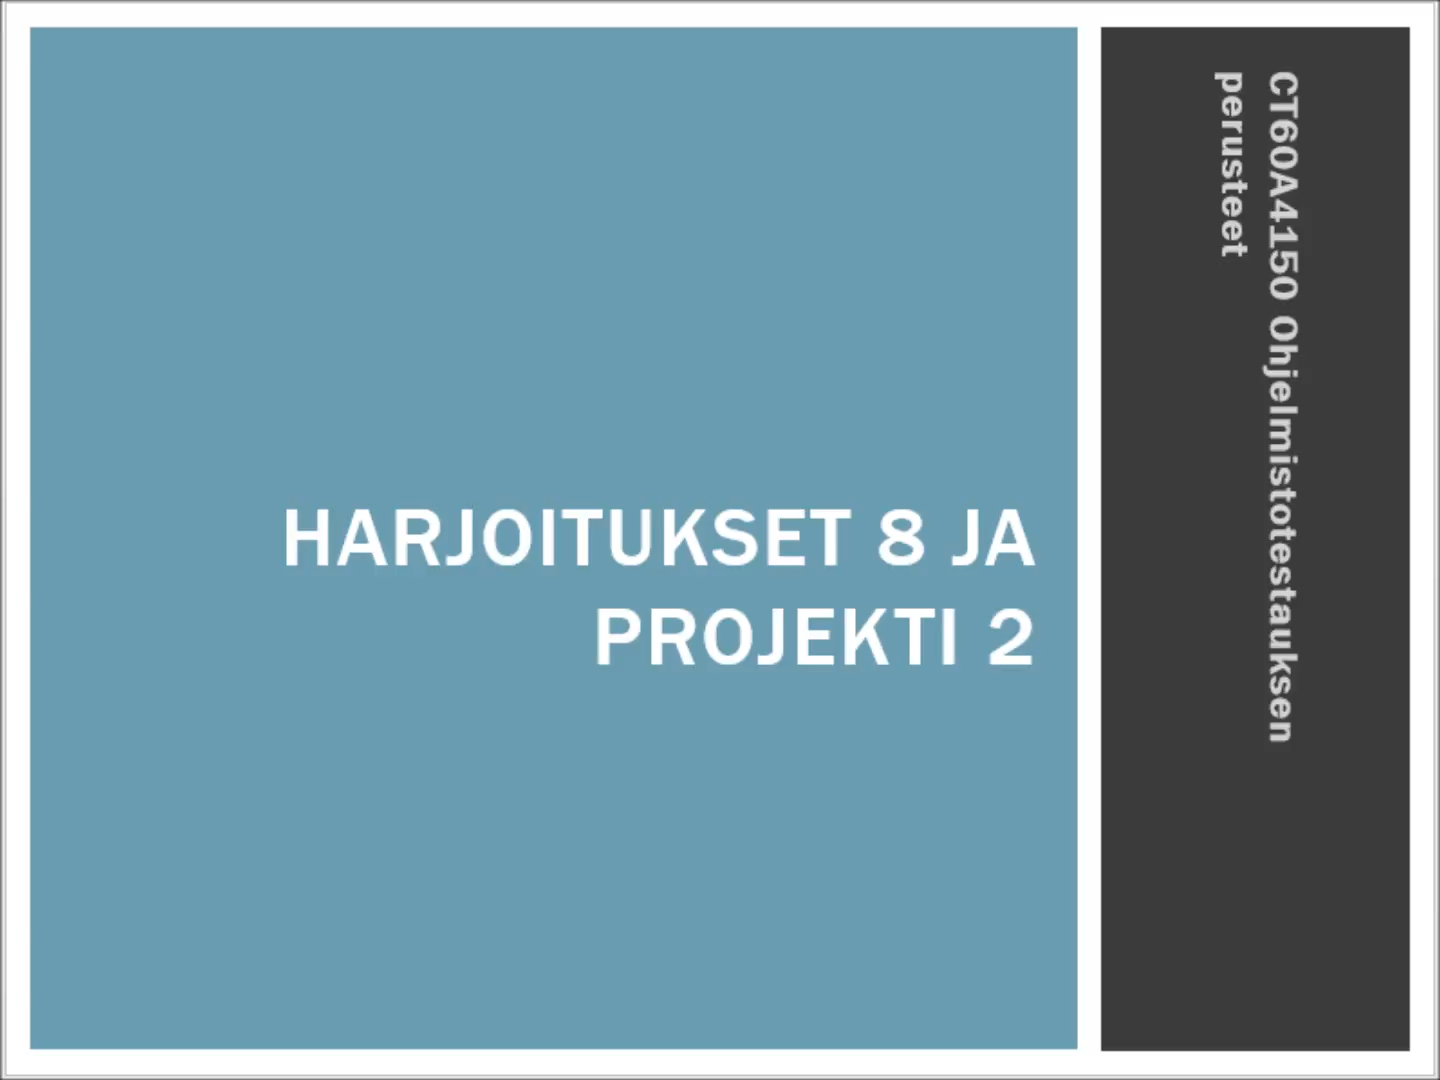 HARJOITUKSET 8 JA
PROJEKTI 2
CT60A4150 Ohjelmistotestauksen
perusteet